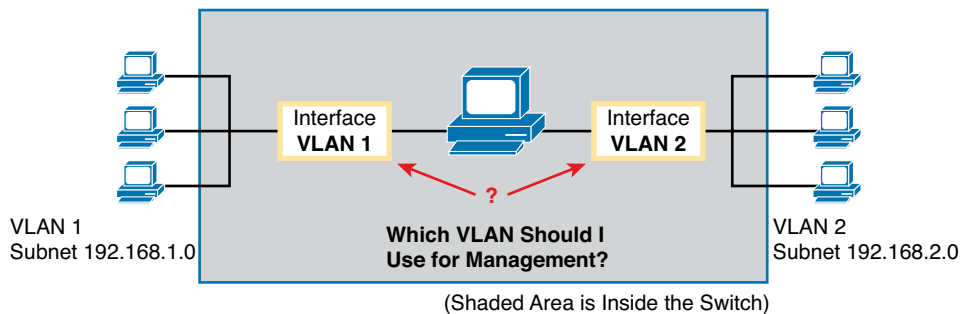 Interface
VLAN 1
Interface
VLAN 2
?
Which VLAN Should I
Use for Management?
VLAN 1
Subnet 192.168.1.0
VLAN 2
Subnet 192.168.2.0
(Shaded Area is Inside the Switch)